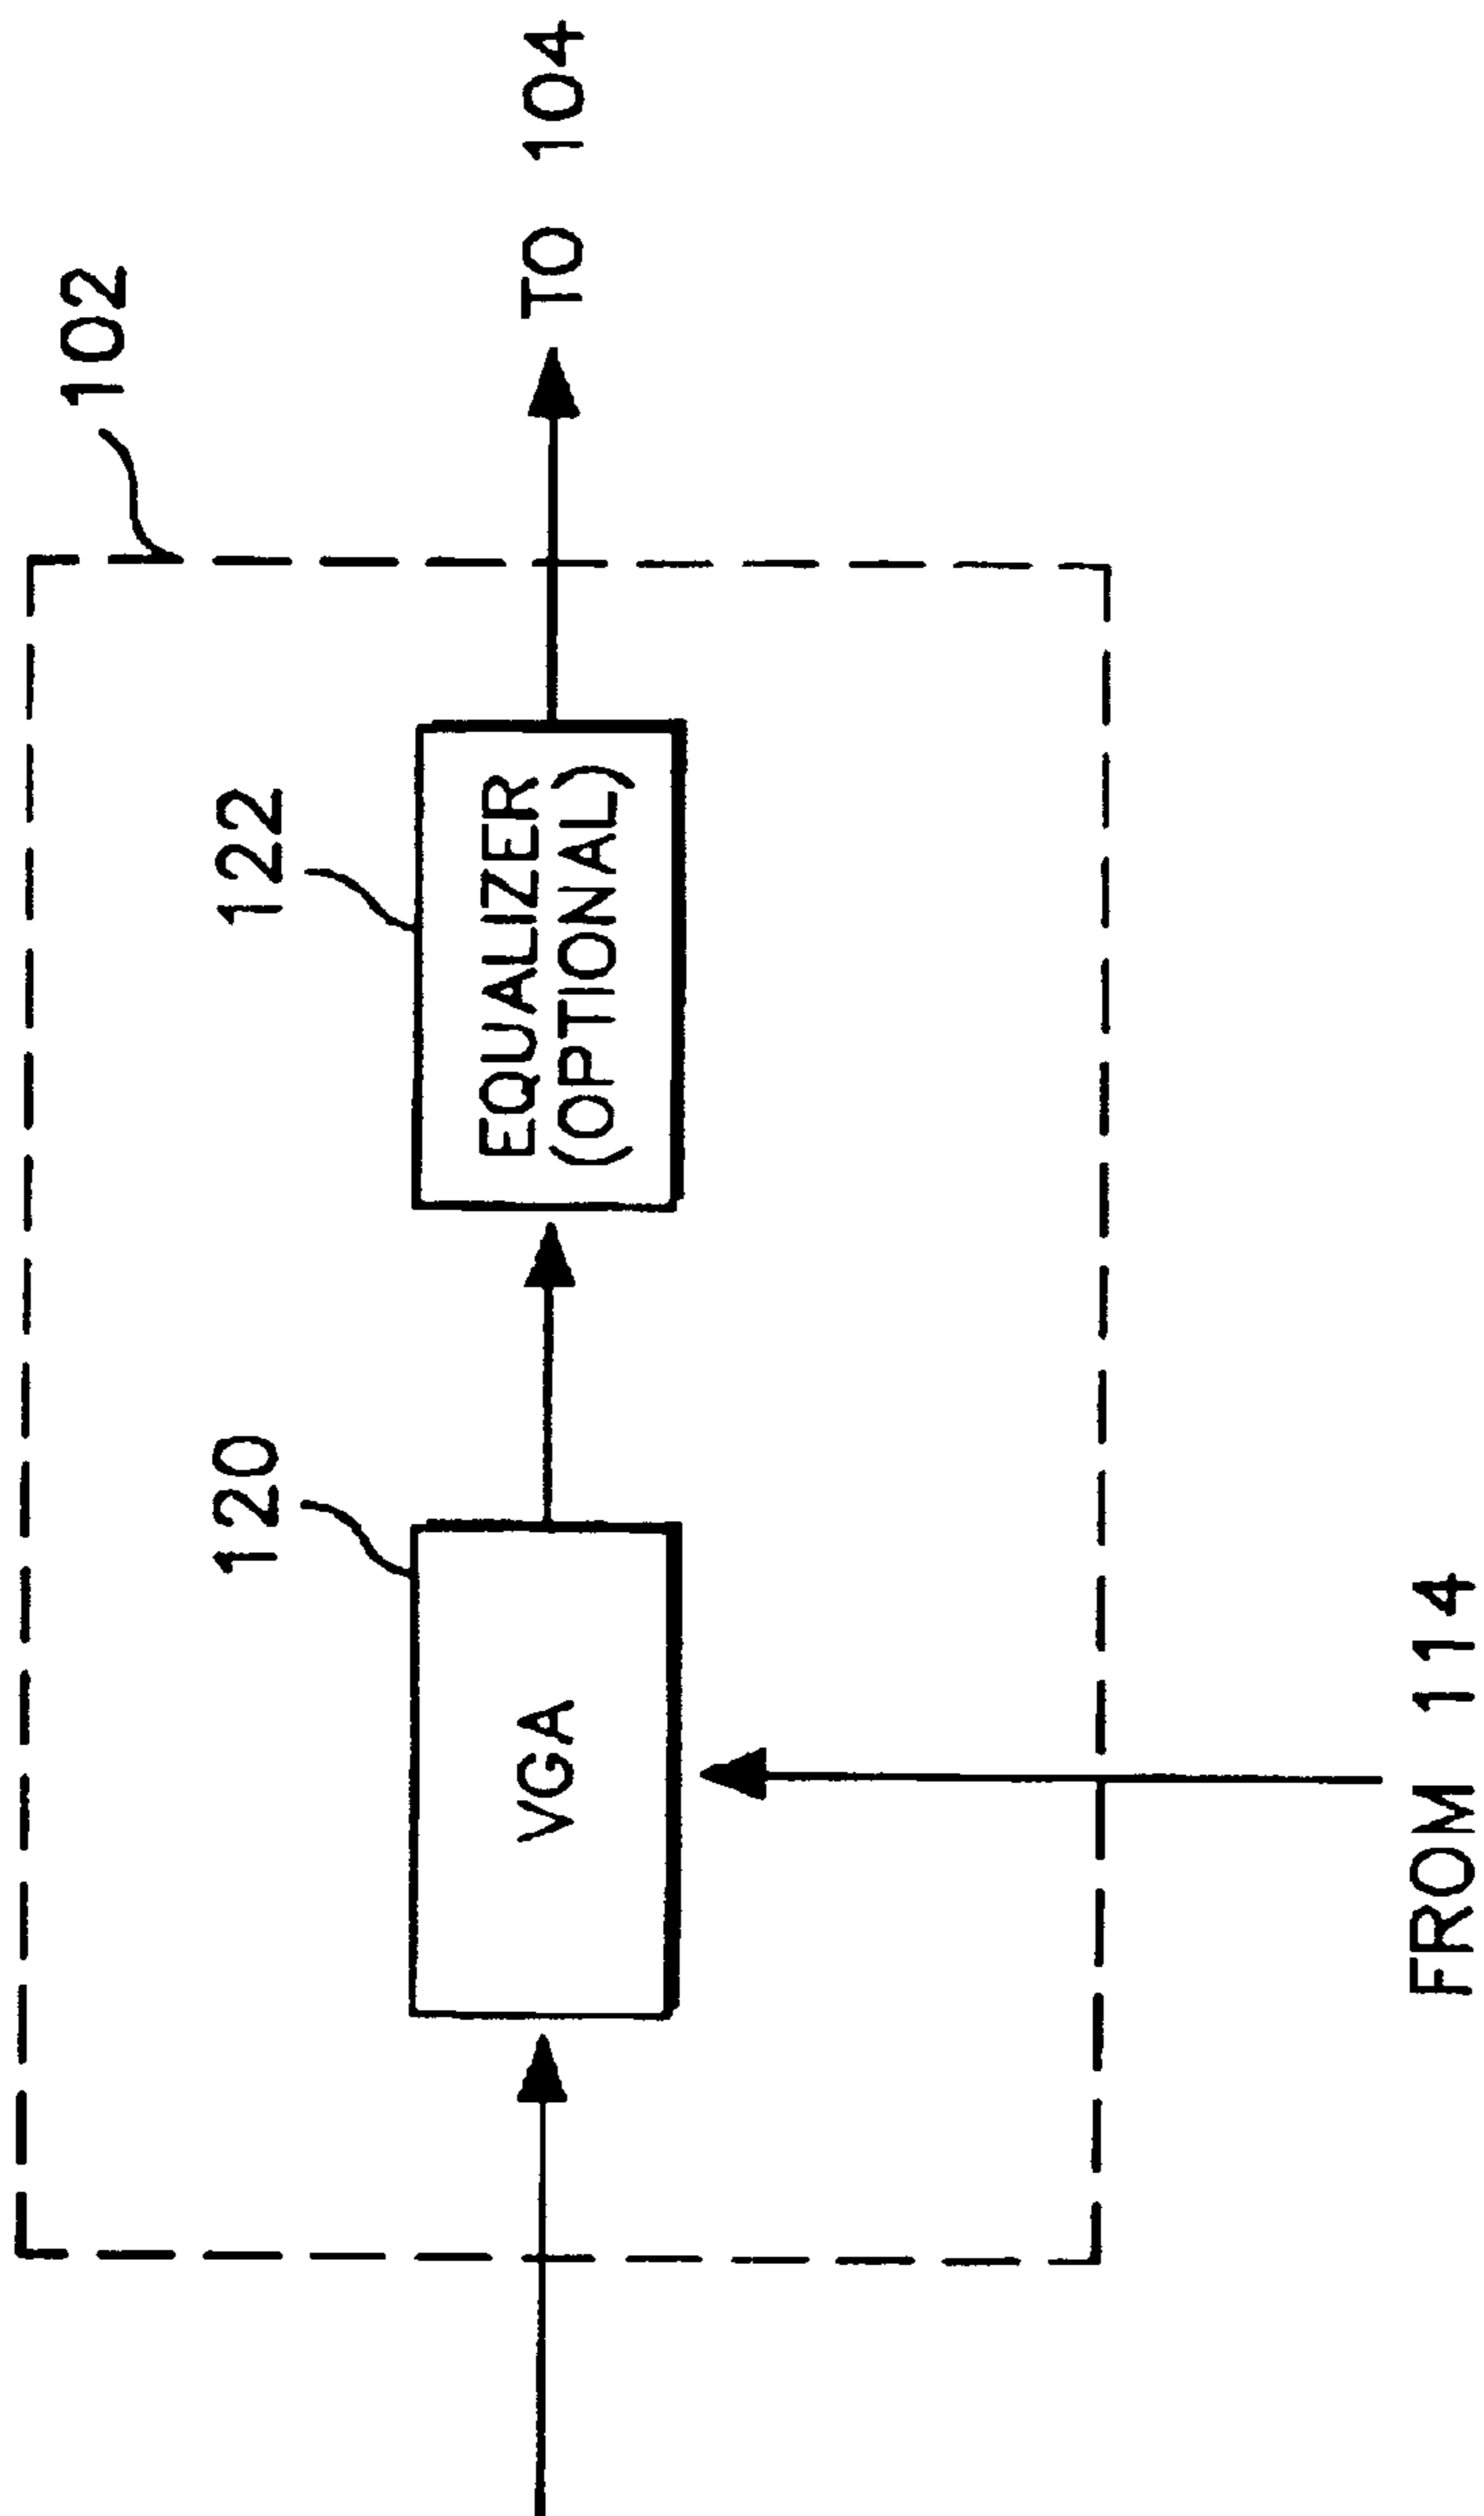 102
122
120
EQUALIZER
(OPTIONAL)
VGA
TO 104
FROM 114